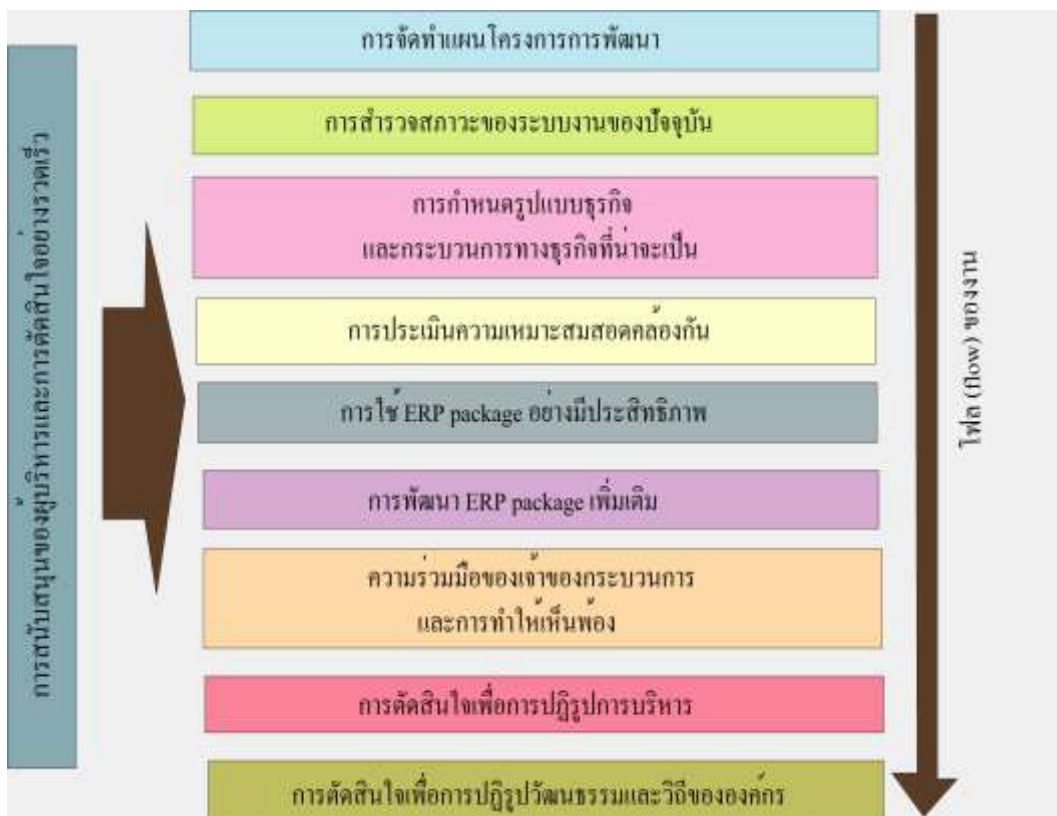 การจัดทำแผนโครงการการพัฒนา
การสำรวจสภาวะของระบบงานของปัจจุบัน
การกำหนดรูปแบบธุรกิจ
และกระบวนการทางธุรกิจที่น่าจะเป็น
การประเมินความเหมาะสมสอดคล้องกัน
การใช้ ERP package อย่างมีประสิทธิภาพ
การพัฒนา ERP package เพิ่มเติม
ความร่วมมือของเจ้าของกระบวนการ
และการทำให้เห็นพ้อง
การตัดสินใจเพื่อการปฏิรูปการบริหาร
การตัดสินใจเพื่อการปฏิรูปวัฒนธรรมและวิถีขององค์กร
การสนับสนุนของผู้บริหารและการตัดสินใจอย่างรวดเร็ว
โฟล (flow) ของงาน